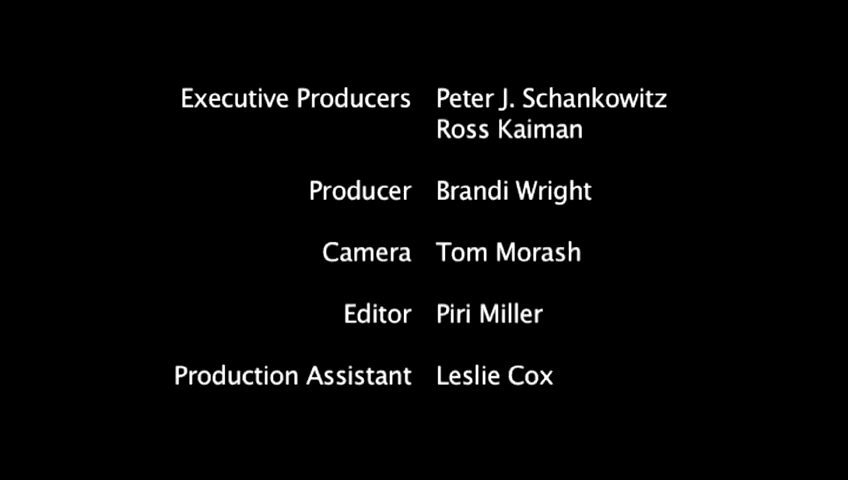 Executive Producers Peter J. Schankowitz
Ross Kaiman
Producer Brandi Wright
Camera Tom Morash
Editor Piri Miller
Production Assistant Leslie Cox